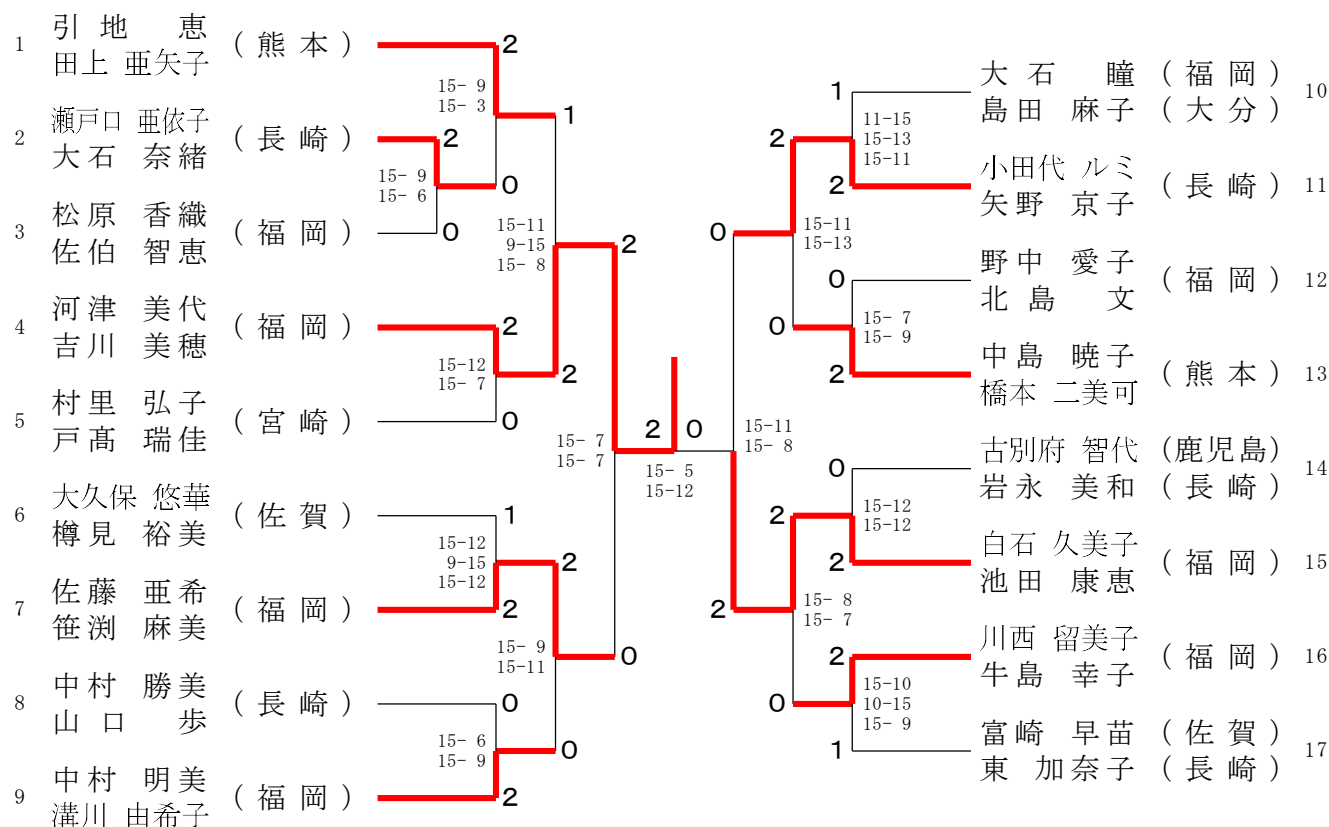 1 引地 恵 (熊本)
田上 亜矢子
2 瀬戸口 亜依子 (長崎)
大石 奈緒
3 松原 香織 (福岡)
佐伯 智恵
4 河津 美代 (福岡)
吉川 美穂
5 村里 弘子 (宮崎)
戸髙 瑞佳
6 大久保 悠華 (佐賀)
樽見 裕美
7 佐藤 亜希 (福岡)
笹渕 麻美
8 中村 勝美 (長崎)
山口 歩
9 中村 明美 (福岡)
溝川 由希子
2
15- 9
15- 3
1
2
15- 9
15- 6
0
0
15-11
9-15
15- 8
2
2
15-12
15- 7
2
0
15- 7
15- 7
1
15-12
9-15
15-12
2
2
15- 9
15-11
0
0
15- 6
15- 9
0
2
2 0
15- 5
15-12
大石 瞳 (福岡) 10
島田 麻子 (大分)
小田代 ルミ (長崎) 11
矢野 京子
野中 愛子 (福岡) 12
北島 文
中島 暁子 (熊本) 13
橋本 二美可
古別府 智代 (鹿児島) 14
岩永 美和 (長崎)
白石 久美子 (福岡) 15
池田 康恵
川西 留美子 (福岡) 16
牛島 幸子
富崎 早苗 (佐賀) 17
東 加奈子 (長崎)
1
11-15
15-13
15-11
2
2
0
15-11
15-13
0
0
15- 7
15- 9
2
15-11
15- 8
0
15-12
15-12
2
2
2
15- 8
15- 7
2
0
15-10
10-15
15- 9
1